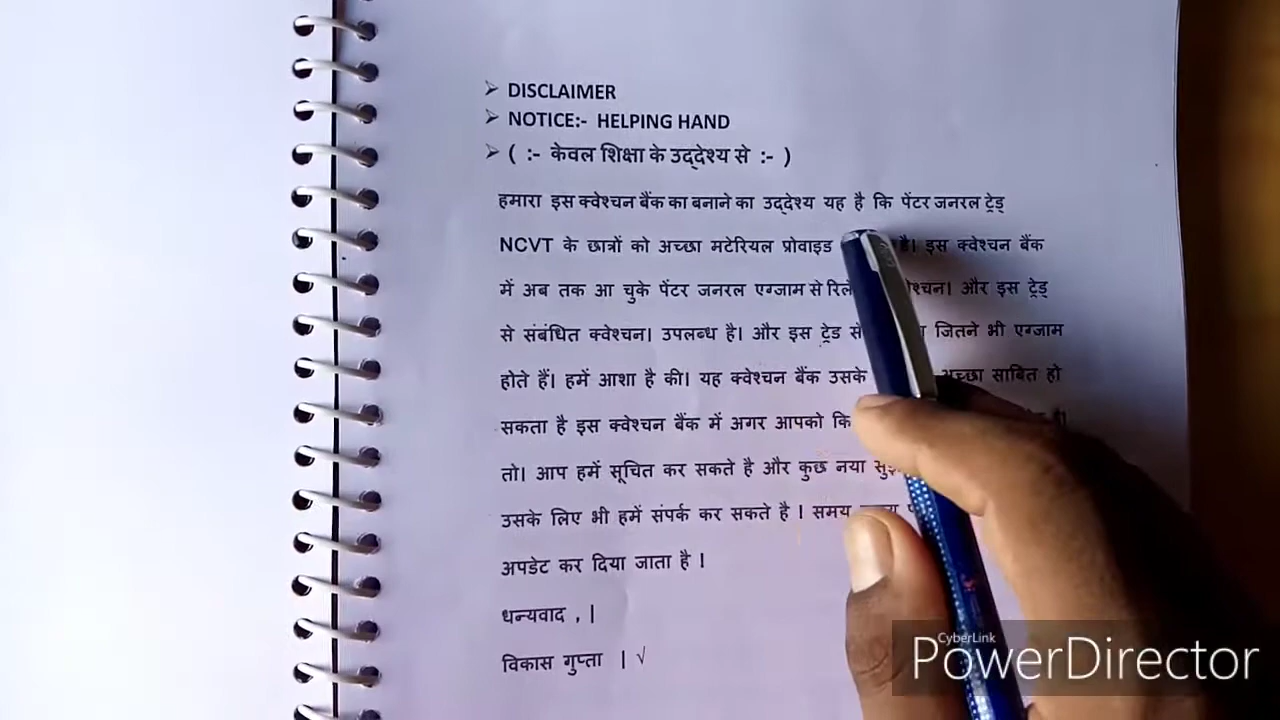 ➢ DISCLAIMER
➢ NOTICE:- HELPING HAND
➢ ( :- केवल शिक्षा के उद्देश्य से :- )
हमारा इस क्वेश्चन बैंक का बनाने का उद्देश्य यह है कि पेंटर जनरल ट्रेड्
NCVT के छात्रों को अच्छा मटेरियल प्रोवाइड है। इस क्वेश्चन बैंक
में अब तक आ चुके पेंटर जनरल एग्जाम से और इस ट्रेड्
से संबंधित क्वेश्चन। उपलब्ध है। और इस ट्रेड जितने भी एग्जाम
होते हैं। हमें आशा है की। यह क्वेश्चन बैंक उसके अच्छा साबित हो
सकता है इस क्वेश्चन बैंक में अगर आपको
तो। आप हमें सूचित कर सकते है और कुछ नया
उसके लिए भी हमें संपर्क कर सकते है । समय
अपडेट कर दिया जाता है ।
धन्यवाद , |
विकास गुप्ता | √
CyberLink
PowerDirector